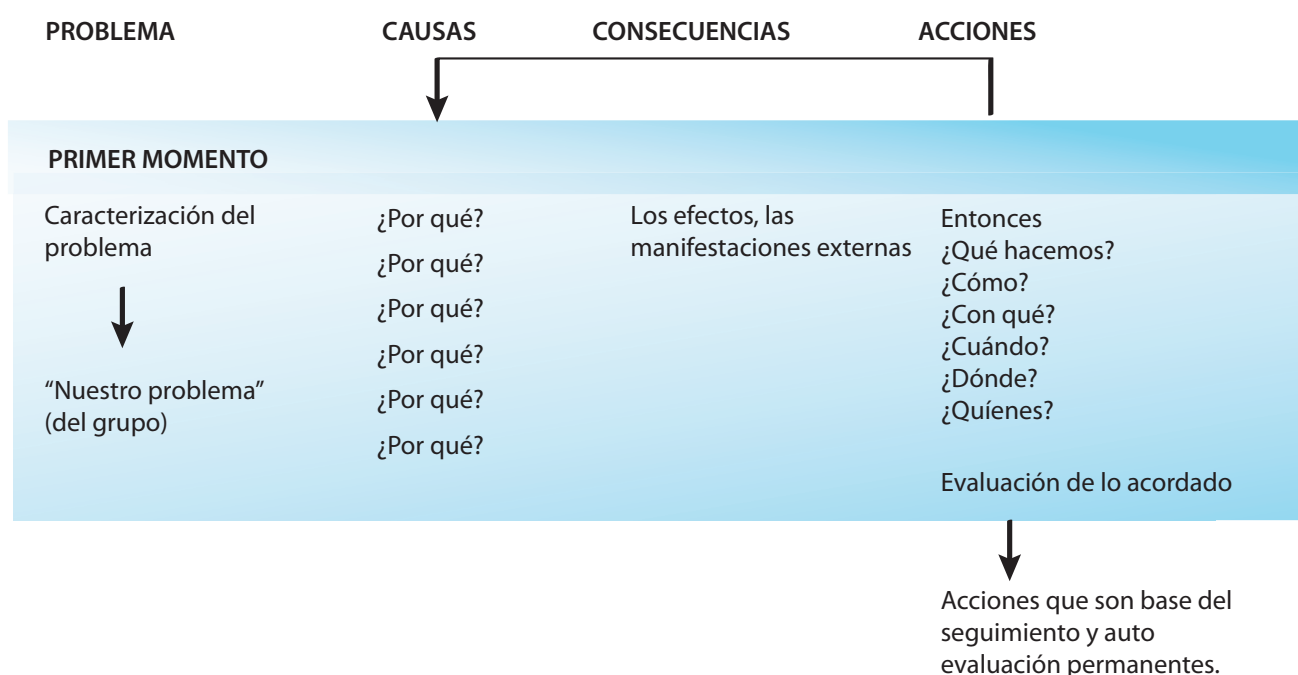 PROBLEMA CAUSAS CONSECUENCIAS ACCIONES
PRIMER MOMENTO
Caracterización del
problema
"Nuestro problema"
(del grupo)
¿Por qué?
¿Por qué?
¿Por qué?
¿Por qué?
¿Por qué?
¿Por qué?
Los efectos, las
manifestaciones externas
Entonces
¿Qué hacemos?
¿Cómo?
¿Con qué?
¿Cuándo?
¿Dónde?
¿Quíenes?
Evaluación de lo acordado
Acciones que son base del
seguimiento y auto
evaluación permanentes.